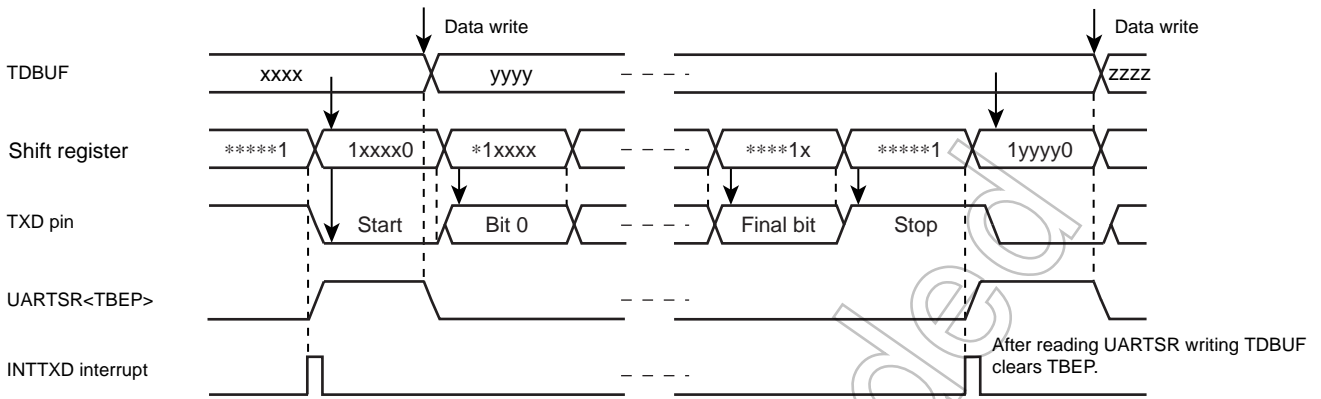 Data write Data write
TDBUF xxxx yyyy zzzz
Shift register *****1 1xxxx0 *1xxxx ****1x *****1 1yyyy0
TXD pin Start Bit 0 Final bit Stop
UARTSR<TBEP>
After reading UARTSR writing TDBUF
INTTXD interrupt clears TBEP.
ded